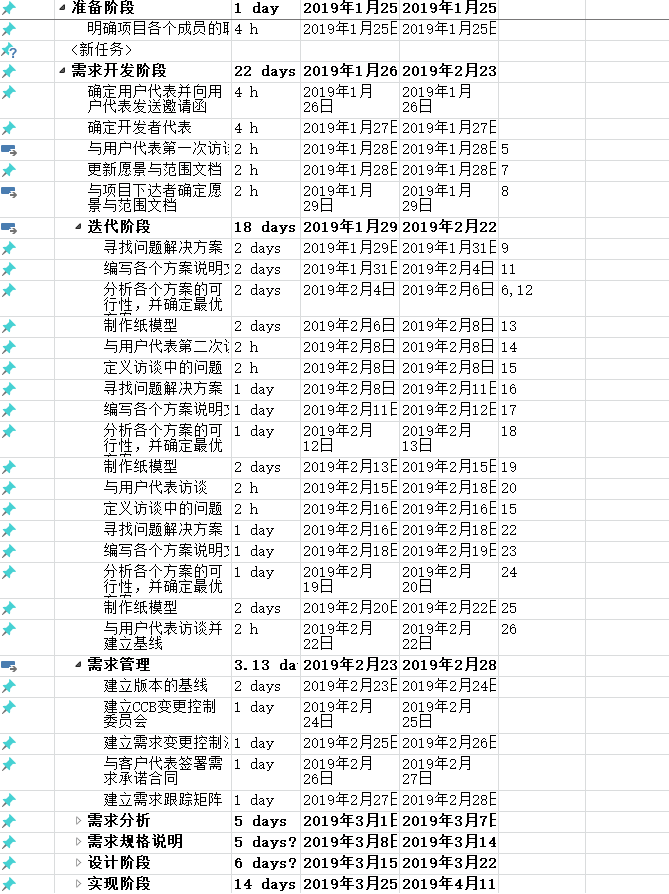 准备阶段 1 day 2019年1月25 2019年1月25
明确项目各个成员的 4 h 2019年1月25日 2019年1月25日
<新任务>
需求开发阶段 22 days 2019年1月26 2019年2月23
确定用户代表并向用 4 h 2019年1月 2019年1月
户代表发送邀请函 26日 26日
确定开发者代表 4 h 2019年1月27日 2019年1月27日
与用户代表第一次访 2 h 2019年1月28日 2019年1月28日 5
更新愿景与范围文档 2 h 2019年1月28日 2019年1月28日 7
与项目下达者确定愿 2 h 2019年1月 2019年1月 8
景与范围文档 29日 29日
迭代阶段 18 days 2019年1月29 2019年2月22
寻找问题解决方案 2 days 2019年1月29日 2019年1月31日 9
编写各个方案说明 2 days 2019年1月31日 2019年2月4日 11
分析各个方案的可 2 days 2019年2月4日 2019年2月6日 6,12
行性，并确定最优
制作纸模型 2 days 2019年2月6日 2019年2月8日 13
与用户代表第二次 2 h 2019年2月8日 2019年2月8日 14
定义访谈中的问题 2 h 2019年2月8日 2019年2月8日 15
寻找问题解决方案 1 day 2019年2月8日 2019年2月11日 16
编写各个方案说明 1 day 2019年2月11日 2019年2月12日 17
分析各个方案的可 1 day 2019年2月 2019年2月 18
行性，并确定最优 12日 13日
制作纸模型 2 days 2019年2月13日 2019年2月15日 19
与用户代表访谈 2 h 2019年2月15日 2019年2月18日 20
定义访谈中的问题 2 h 2019年2月16日 2019年2月16日 15
寻找问题解决方案 1 day 2019年2月16日 2019年2月18日 22
编写各个方案说明 1 day 2019年2月18日 2019年2月19日 23
分析各个方案的可 1 day 2019年2月 2019年2月 24
行性，并确定最优 19日 20日
制作纸模型 2 days 2019年2月20日 2019年2月22日 25
与用户代表访谈并 2 h 2019年2月 2019年2月 26
建立基线 22日 22日
需求管理 3.13 da 2019年2月23 2019年2月28
建立版本的基线 2 days 2019年2月23日 2019年2月24日
建立CCB变更控制 1 day 2019年2月 2019年2月
委员会 24日 25日
建立需求变更控制 1 day 2019年2月25日 2019年2月26日
与客户代表签署需 1 day 2019年2月 2019年2月
求承诺合同 26日 27日
建立需求跟踪矩阵 1 day 2019年2月27日 2019年2月28日
需求分析 5 days 2019年3月1日 2019年3月7日
需求规格说明 5 days? 2019年3月8日 2019年3月14
设计阶段 6 days? 2019年3月15 2019年3月22
实现阶段 14 days 2019年3月25 2019年4月11